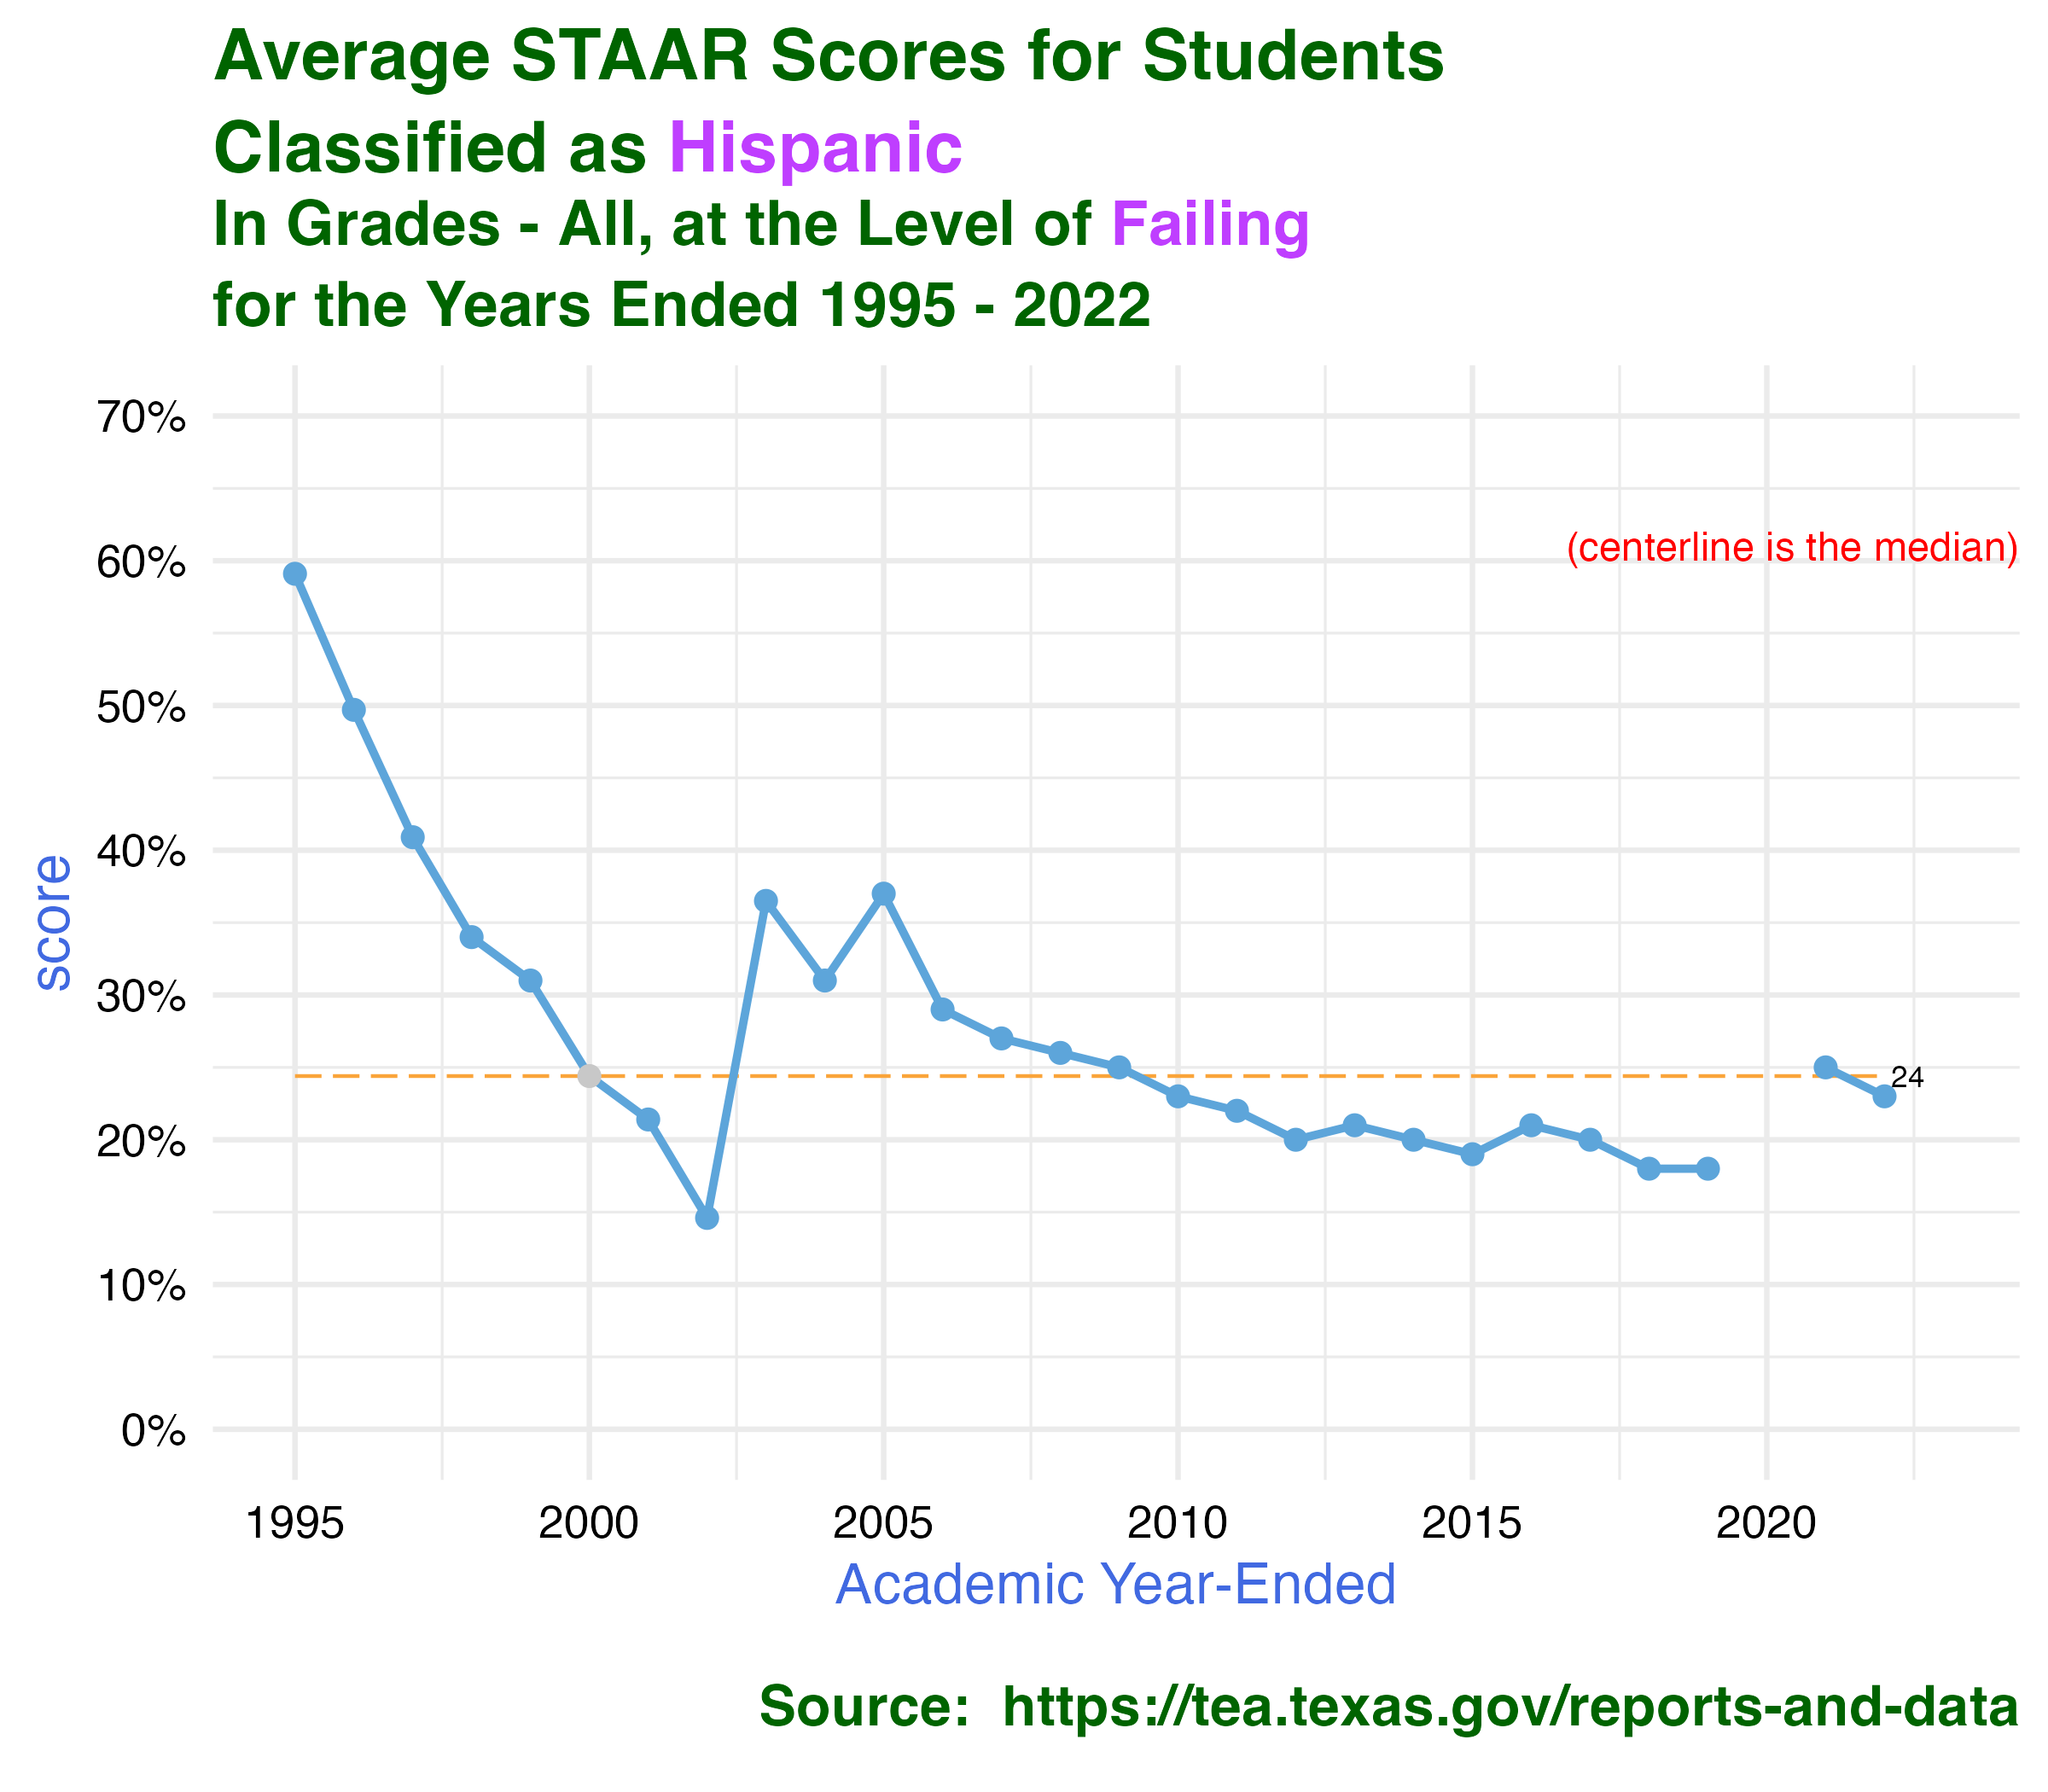 Average STAAR Scores for Students
Classified as Hispanic
In Grades - All, at the Level of Failing
for the Years Ended 1995 - 2022
70%
(centerline is the median)
60%
50%
40%
score
30%
24
20%
10%
0%
1995 2000 2005 2010 2015 2020
Academic Year-Ended
Source:  https://tea.texas.gov/reports-and-data